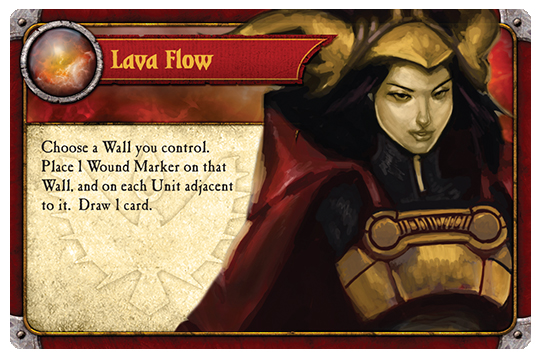 Lava Flow
Choose a Wall you control.
Place 1 Wound Marker on that
Wall, and on each Unit adjacent
to it. Draw 1 card.